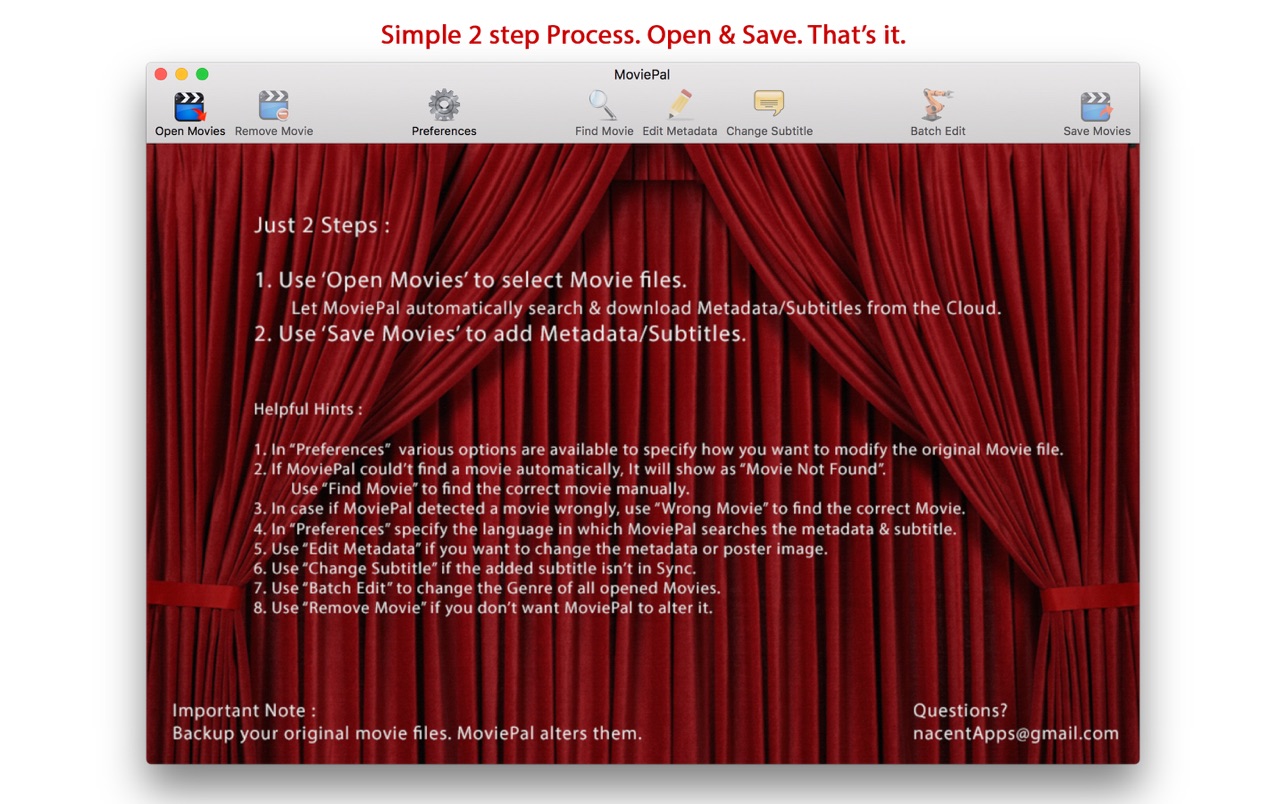 Simple 2 step Process. Open & Save. That's it.
MoviePal
Open Movies Remove Movie Preferences Find Movie Edit Metadata Change Subtitle Batch Edit Save Movies
Just 2 Steps :
1. Use ‘Open Movies’ to select Movie files.
Let MoviePal automatically search & download Metadata/Subtitles from the Cloud.
2. Use ‘Save Movies’ to add Metadata/Subtitles.
Helpful Hints :
1. In “Preferences” various options are available to specify how you want to modify the original Movie file.
2. If MoviePal could’t find a movie automatically, It will show as “Movie Not Found”.
Use “Find Movie” to find the correct movie manually.
3. In case if MoviePal detected a movie wrongly, use “Wrong Movie” to find the correct Movie.
4. In “Preferences” specify the language in which MoviePal searches the metadata & subtitle.
5. Use “Edit Metadata” if you want to change the metadata or poster image.
6. Use “Change Subtitle” if the added subtitle isn’t in Sync.
7. Use “Batch Edit” to change the Genre of all opened Movies.
8. Use “Remove Movie” if you don’t want MoviePal to alter it.
Important Note :
Backup your original movie files. MoviePal alters them.
Questions?
nacentApps@gmail.com